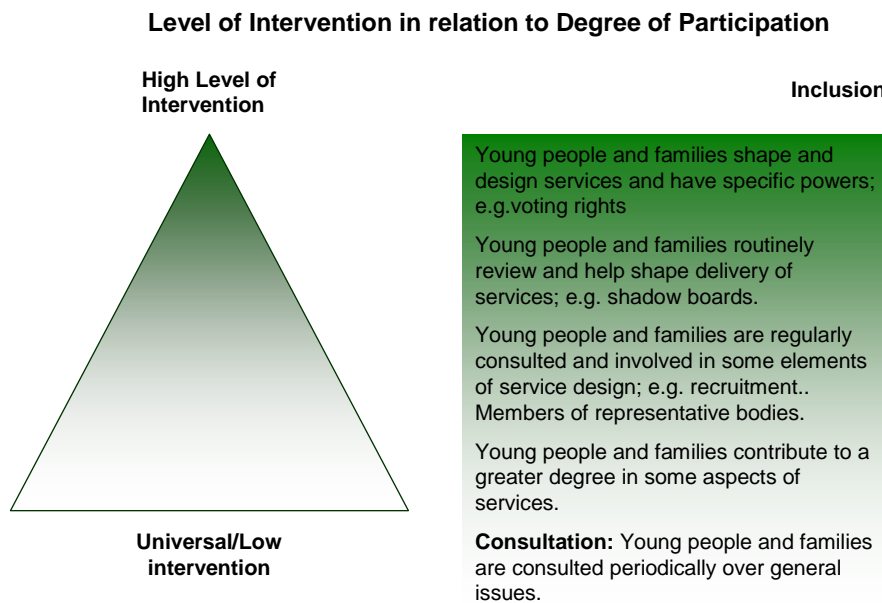 Level of Intervention in relation to Degree of Participation
High Level of
Intervention
Inclusion
Young people and families shape and
design services and have specific powers;
e.g.voting rights
Young people and families routinely
review and help shape delivery of
services; e.g. shadow boards.
Young people and families are regularly
consulted and involved in some elements
of service design; e.g. recruitment..
Members of representative bodies.
Young people and families contribute to a
greater degree in some aspects of
services.
Universal/Low
intervention
Consultation: Young people and families
are consulted periodically over general
issues.